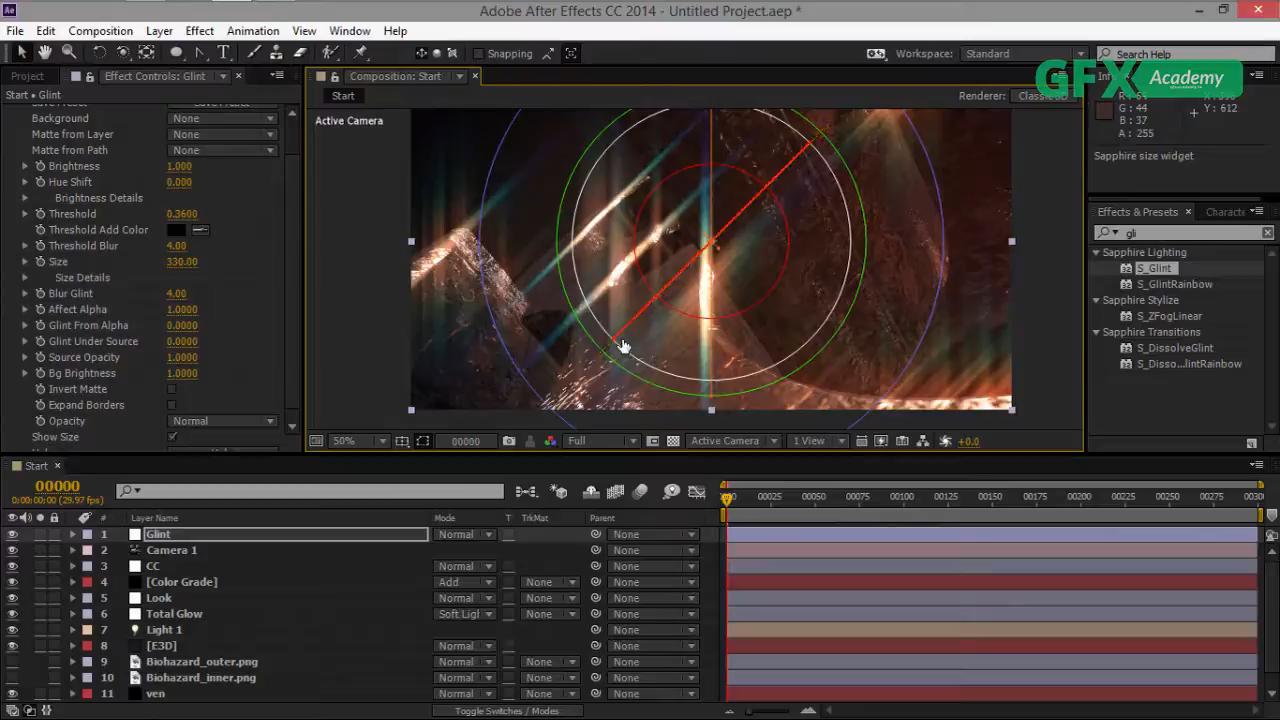 Adobe After Effects CC 2014 - Untitled Project.aep *
File Edit Composition Layer Effect Animation View Window Help
Snapping
Workspace: Standard
Search Help
GFX Academy
Project
Effect Controls: Glint
Composition: Start
Start • Glint
Start
Renderer:
Active Camera
G : 44
B : 37
A : 255
Y : 612
Sapphire size widget
Background None
Matte from Layer None
Matte from Path None
Brightness 1.000
Hue Shift 0.000
Brightness Details
Threshold 0.3600
Threshold Add Color
Threshold Blur 4.00
Size 330.00
Size Details
Blur Glint 4.00
Affect Alpha 1.0000
Glint From Alpha 0.0000
Glint Under Source 0.0000
Source Opacity 1.0000
Bg Brightness 1.0000
Invert Matte
Expand Borders
Opacity Normal
Show Size
Effects & Presets
Characte
gli
Sapphire Lighting
S_Glint
S_GlintRainbow
Sapphire Stylize
S_ZFogLinear
Sapphire Transitions
S_DissolveGlint
S_Disso...lintRainbow
50% 00000 Full Active Camera 1 View +0.0
Start
00000
0:00:00:00 (29.97 fps)
00025 00050 00075 00100 00125 00150 00175 00200 00225 00250 00275 0030
# Layer Name Mode T TrkMat Parent
1 Glint Normal None
2 Camera 1 None
3 CC Normal None
4 [Color Grade] Add None None
5 Look Normal None None
6 Total Glow Soft Ligh None None
7 Light 1 None
8 [E3D] Normal None
9 Biohazard_outer.png Normal None None
10 Biohazard_inner.png Normal None None
11 ven Normal None None
Toggle Switches / Modes